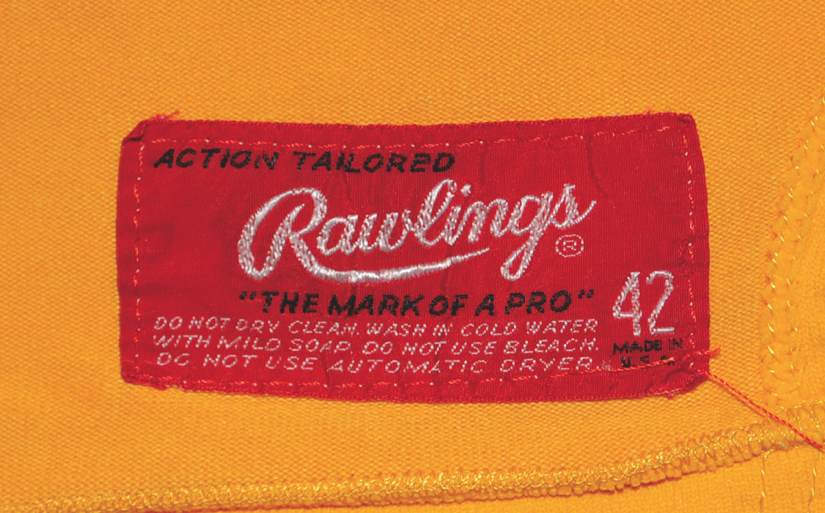 ACTION TAILORED
Rawlings ®
"THE MARK OF A PRO"
42
DO NOT DRY CLEAN. WASH IN COLD WATER
WITH MILD SOAP. DO NOT USE BLEACH.
DO NOT USE AUTOMATIC DRYER.
MADE IN
U.S.A.